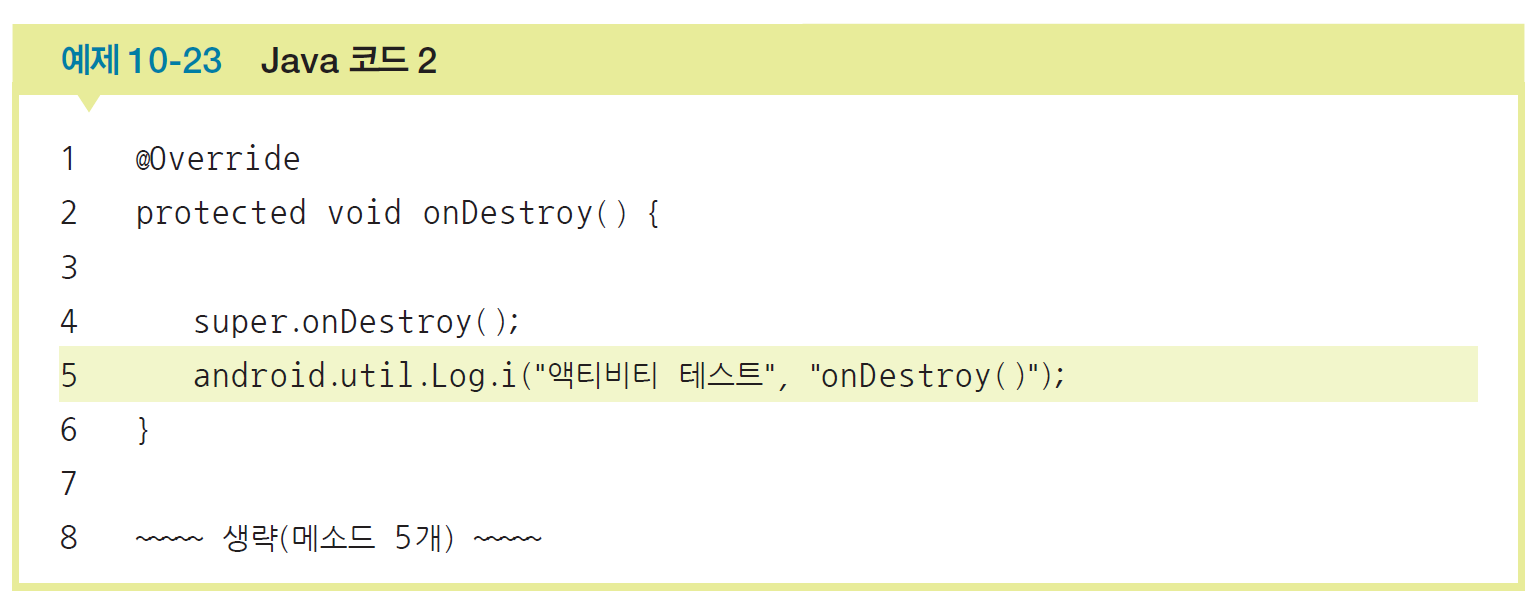 예제 10-23 Java 코드 2
1 @Override
2 protected void onDestroy() {
3
4 super.onDestroy();
5 android.util.Log.i("액티비티 테스트", "onDestroy()");
6 }
7
8 ~~~~~ 생략(메소드 5개) ~~~~~